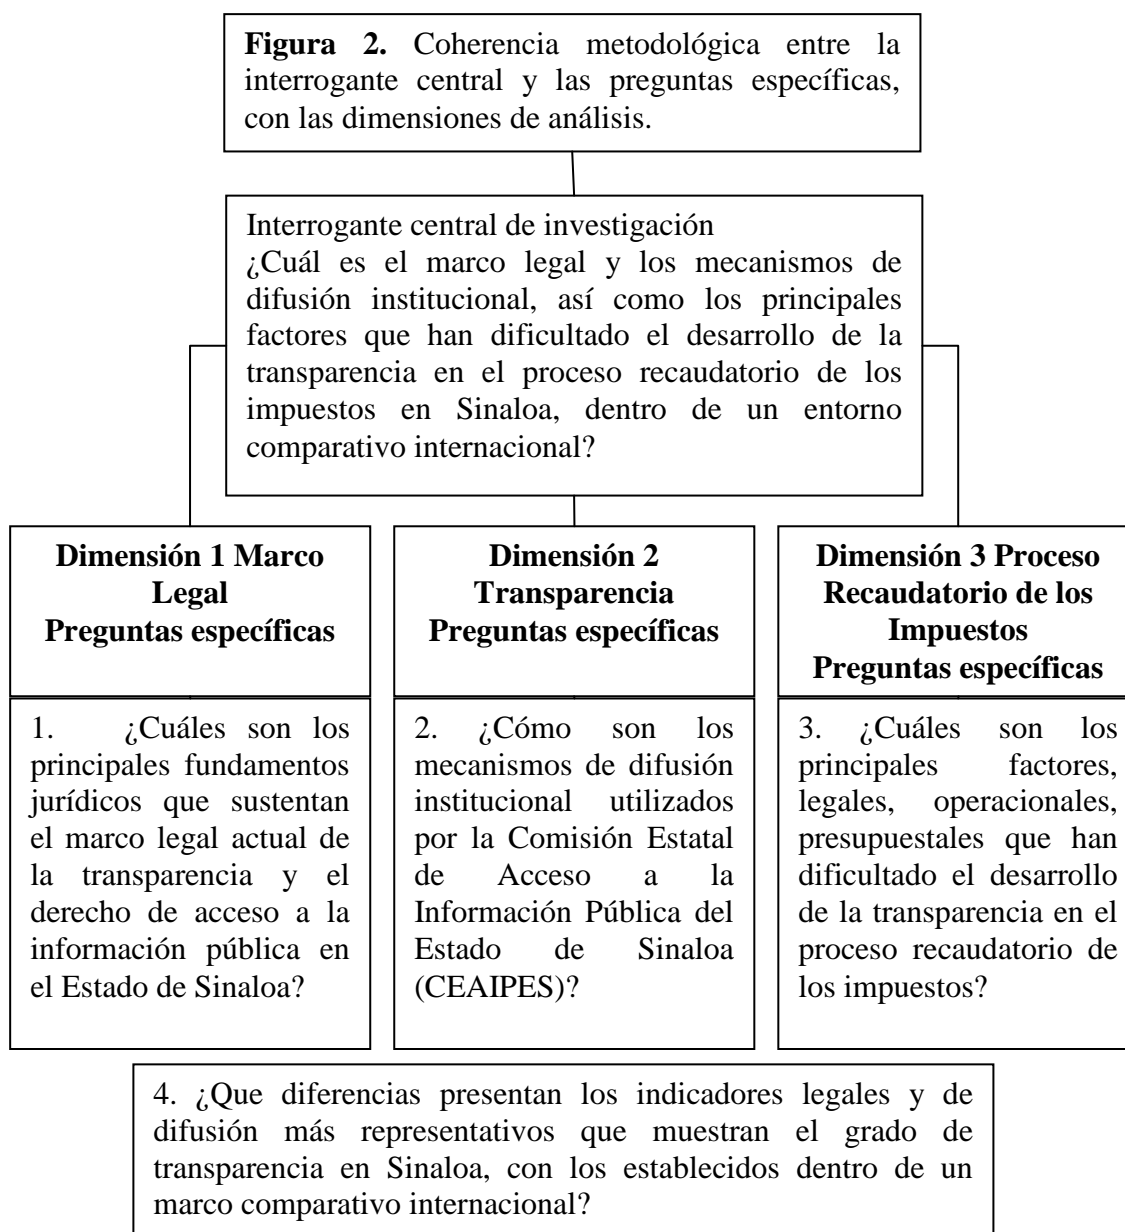 Figura 2. Coherencia metodológica entre la
interrogante central y las preguntas específicas,
con las dimensiones de análisis.
Interrogante central de investigación
¿Cuál es el marco legal y los mecanismos de
difusión institucional, así como los principales
factores que han dificultado el desarrollo de la
transparencia en el proceso recaudatorio de los
impuestos en Sinaloa, dentro de un entorno
comparativo internacional?
Dimensión 1 Marco
Legal
Preguntas específicas
1. ¿Cuáles son los
principales fundamentos
jurídicos que sustentan
el marco legal actual de
la transparencia y el
derecho de acceso a la
información pública en
el Estado de Sinaloa?
Dimensión 2
Transparencia
Preguntas específicas
2. ¿Cómo son los
mecanismos de difusión
institucional utilizados
por la Comisión Estatal
de Acceso a la
Información Pública del
Estado de Sinaloa
(CEAIPES)?
Dimensión 3 Proceso
Recaudatorio de los
Impuestos
Preguntas específicas
3. ¿Cuáles son los
principales factores,
legales, operacionales,
presupuestales que han
dificultado el desarrollo
de la transparencia en el
proceso recaudatorio de
los impuestos?
4. ¿Que diferencias presentan los indicadores legales y de
difusión más representativos que muestran el grado de
transparencia en Sinaloa, con los establecidos dentro de un
marco comparativo internacional?